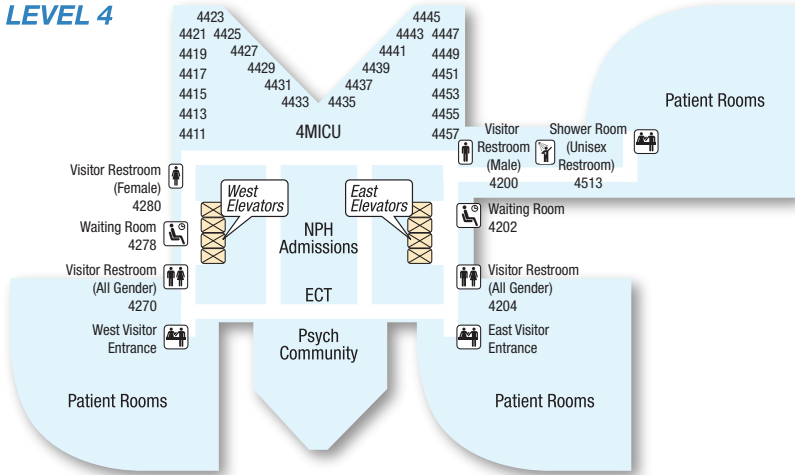 LEVEL 4
4423
4421 4425
4419
4427
4417
4429
4415
4431
4413
4433
4411
4445
4443 4447
4441
4449
4439
4451
4437
4453
4435
4455
4457
4MICU
Patient Rooms
Visitor
Restroom
(Male)
4200
Shower Room
(Unisex
Restroom)
4513
Visitor Restroom
(Female)
4280
West
Elevators
East
Elevators
Waiting Room
4278
NPH
Admissions
Waiting Room
4202
Visitor Restroom
(All Gender)
4270
ECT
Visitor Restroom
(All Gender)
4204
West Visitor
Entrance
Psych
Community
East Visitor
Entrance
Patient Rooms
Patient Rooms